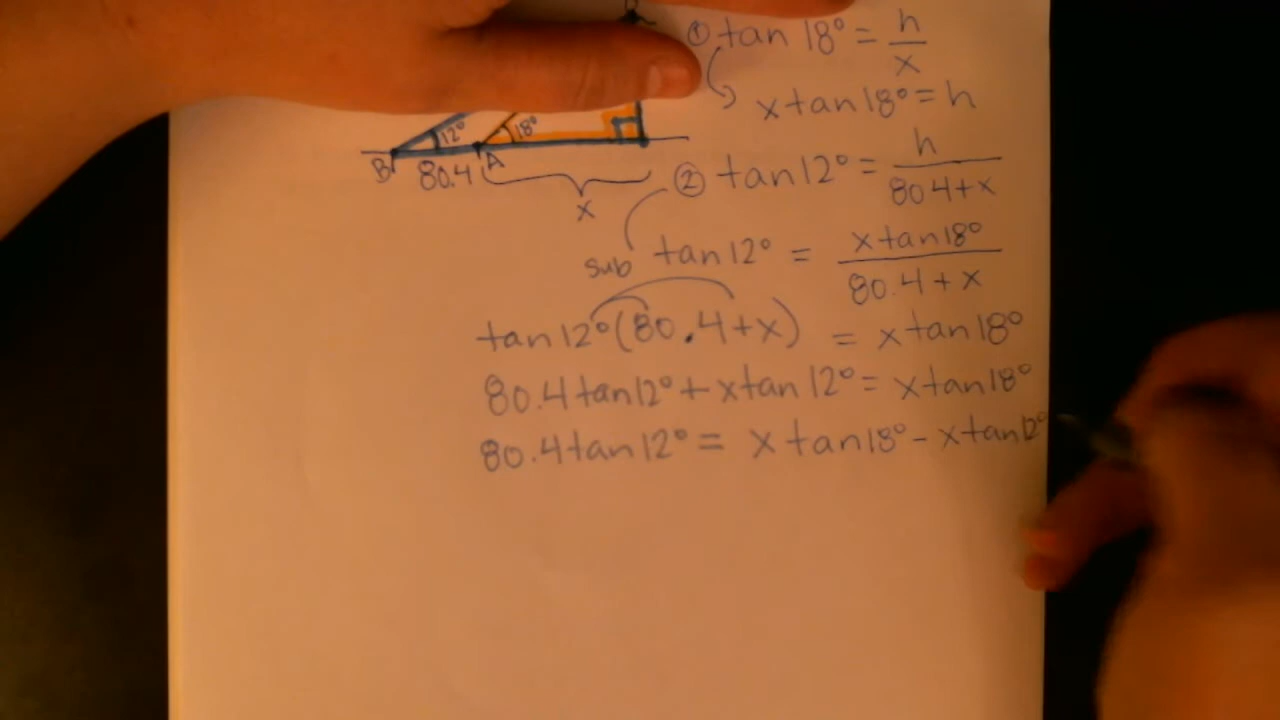 ① tan 18° = h/x
x tan 18° = h
12° 18°
B 80.4 A
x
② tan 12° = h/(80.4+x)
sub tan 12° = x tan 18°/(80.4+x)
tan 12° (80.4+x) = x tan 18°
80.4 tan 12° + x tan 12° = x tan 18°
80.4 tan 12° = x tan 18° - x tan 12°